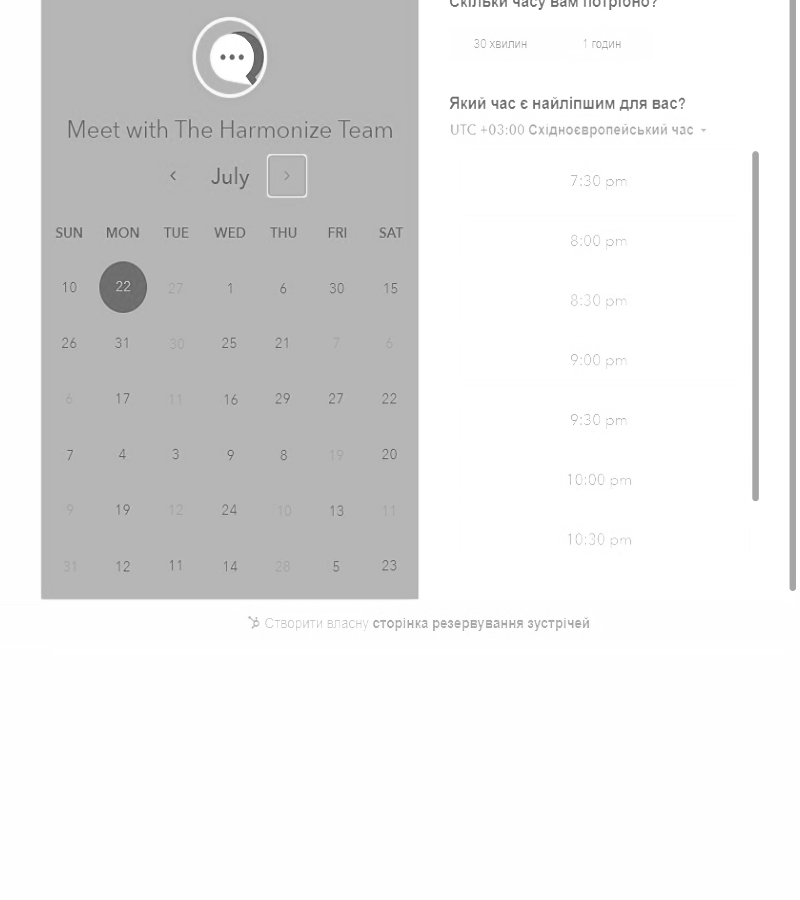 Скільки часу вам потрібно?
30 хвилин 1 годин
Meet with The Harmonize Team
July
SUN MON TUE WED THU FRI SAT
10 22 27 1 6 30 15
26 31 30 25 21 7 6
6 17 11 16 29 27 22
7 4 3 9 8 19 20
9 19 12 24 10 13 11
31 12 11 14 28 5 23
Який час є найліпшим для вас?
UTC +03:00 Східноєвропейський час
7:30 pm
8:00 pm
8:30 pm
9:00 pm
9:30 pm
10:00 pm
10:30 pm
Створити власну сторінка резервування зустрічей